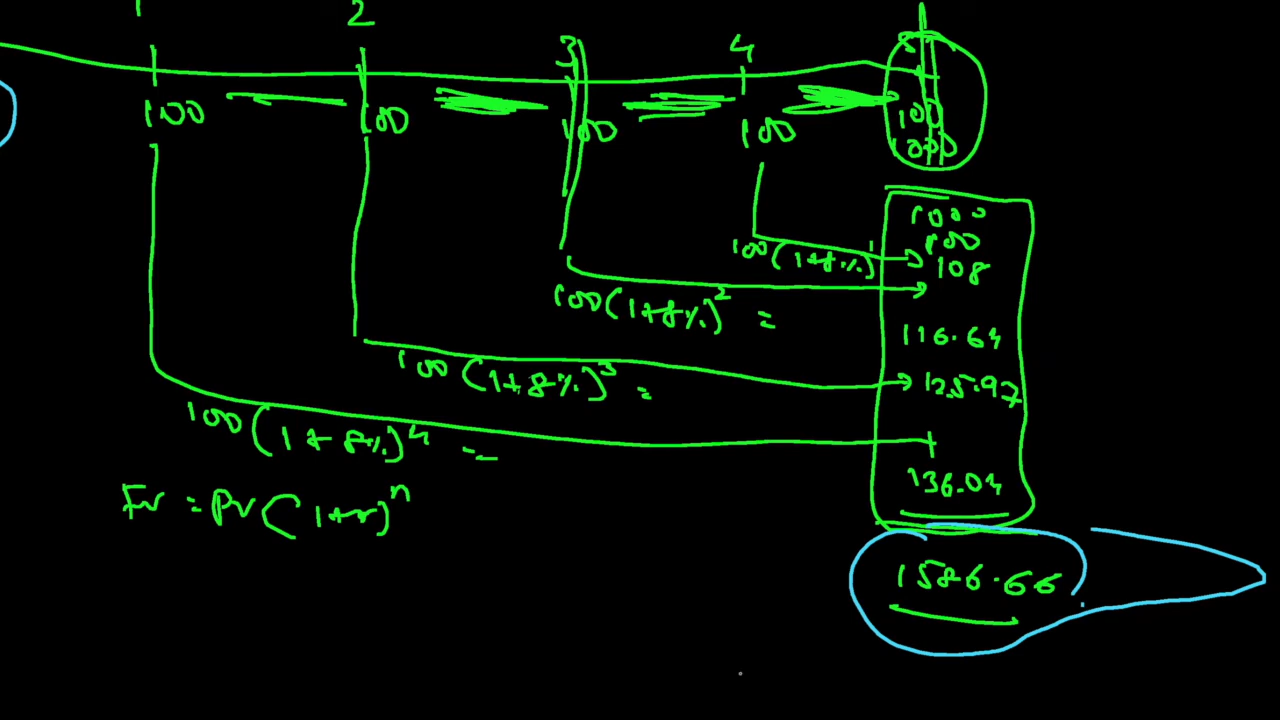 1 2 3 4 5
100 100 100 100 100
1000
1000
100
100(1+8%)^1 108
100(1+8%)^2 =
116.64
100(1+8%)^3 = 125.97
100(1+8%)^4 =
136.04
FV = PV(1+r)^n
1586.66